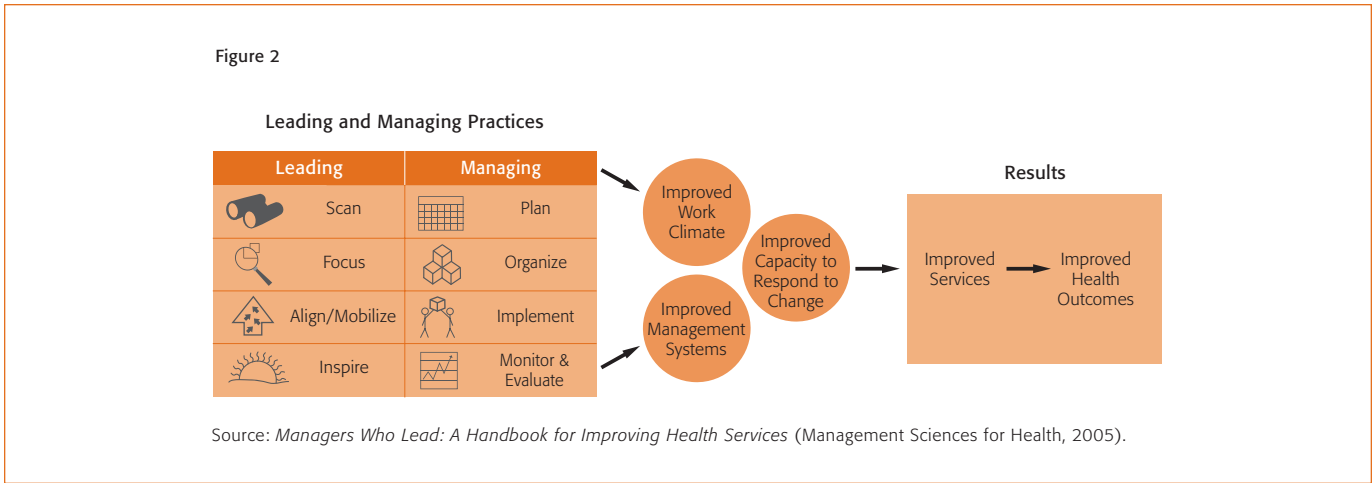 Figure 2
Leading and Managing Practices
Leading Managing
Scan Plan
Focus Organize
Align/Mobilize Implement
Inspire Monitor &
Evaluate
Improved
Work
Climate
Improved
Management
Systems
Improved
Capacity to
Respond to
Change
Results
Improved
Services
Improved
Health
Outcomes
Source: Managers Who Lead: A Handbook for Improving Health Services (Management Sciences for Health, 2005).